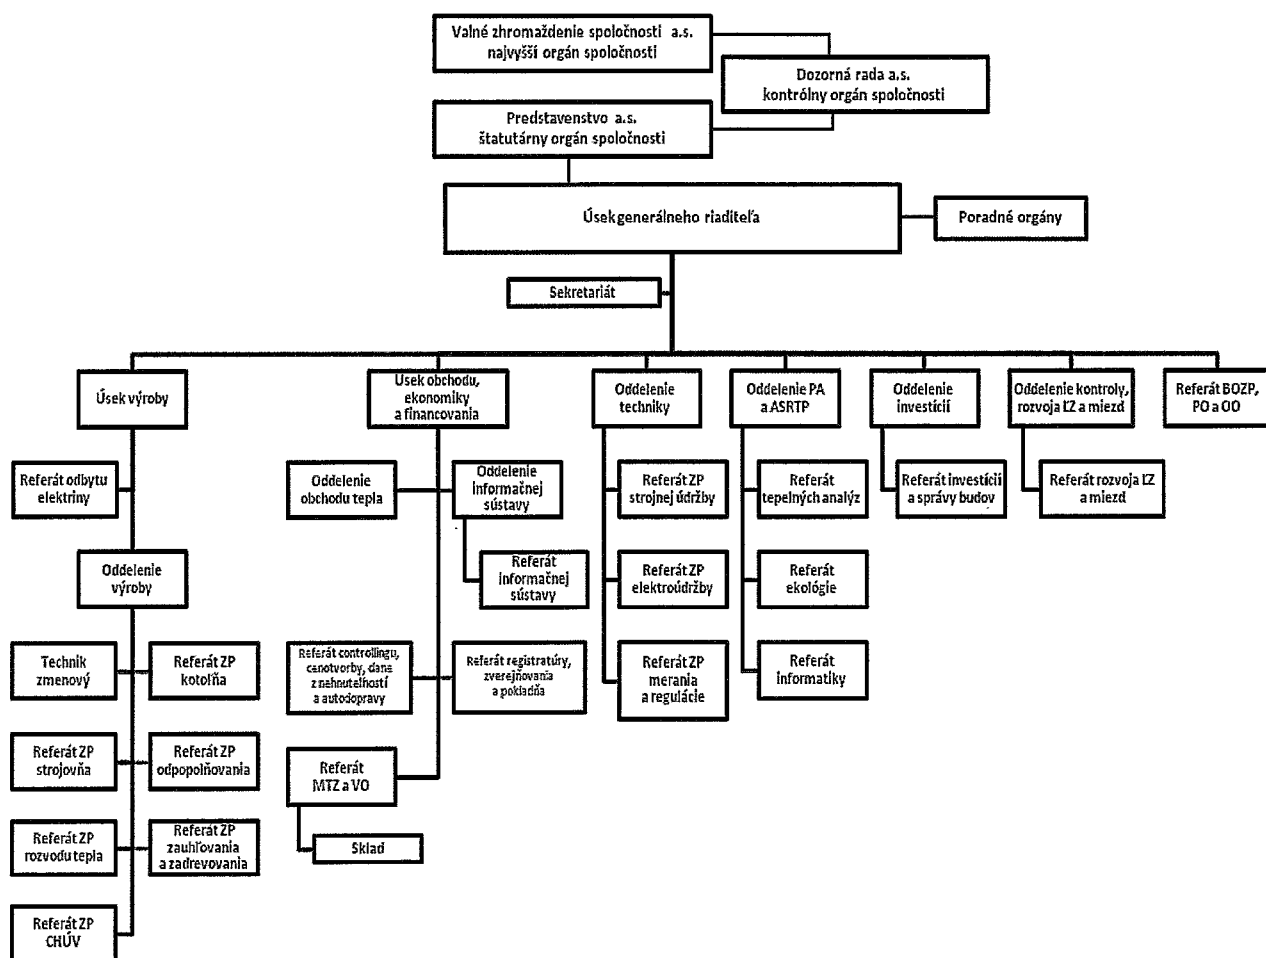 Valné zhromaždenie spoločnosti a.s.
najvyšší orgán spoločnosti
Dozorná rada a.s.
kontrólny orgán spoločnosti
Predstavenstvo a.s.
štatutárny orgán spoločnosti
Úsek generálneho riaditeľa
Poradné orgány
Sekretariát
Úsek výroby
Úsek obchodu,
ekonomiky
a financovania
Oddelenie
techniky
Oddelenie PA
a ASRTP
Oddelenie
investícií
Oddelenie kontroly,
rozvoja ĽZ a miezd
Referát BOZP,
PO a OO
Referát odbytu
elektriny
Oddelenie
obchodu tepla
Oddelenie
informačnej
sústavy
Referát ZP
strojnej údržby
Referát
tepelných analýz
Referát investícií
a správy budov
Referát rozvoja ĽZ
a miezd
Oddelenie
výroby
Referát
informačnej
sústavy
Referát ZP
elektroúdržby
Referát
ekológie
Technik
zmenový
Referát ZP
kotolňa
Referát controllingu,
cenotvorby, dane
z nehnuteľností
a autodopravy
Referát registratúry,
zverejňovania
a pokladňa
Referát ZP
merania
a regulácie
Referát
informatiky
Referát ZP
strojovňa
Referát ZP
odpopolňovania
Referát
MTZ a VO
Referát ZP
rozvodu tepla
Referát ZP
zauhľovania
a zadrevovania
Sklad
Referát ZP
CHÚV